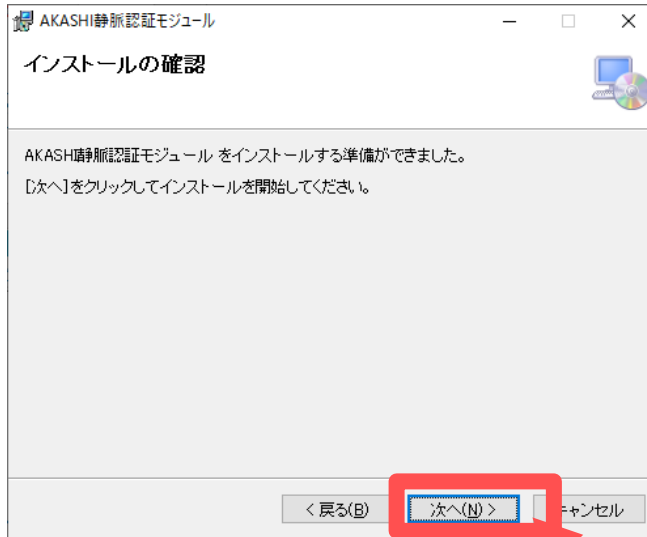 AKASHI静脈認証モジュール
インストールの確認
AKASHI静脈認証モジュール をインストールする準備ができました。
[次へ]をクリックしてインストールを開始してください。
< 戻る(B)
次へ(N) >
キャンセル